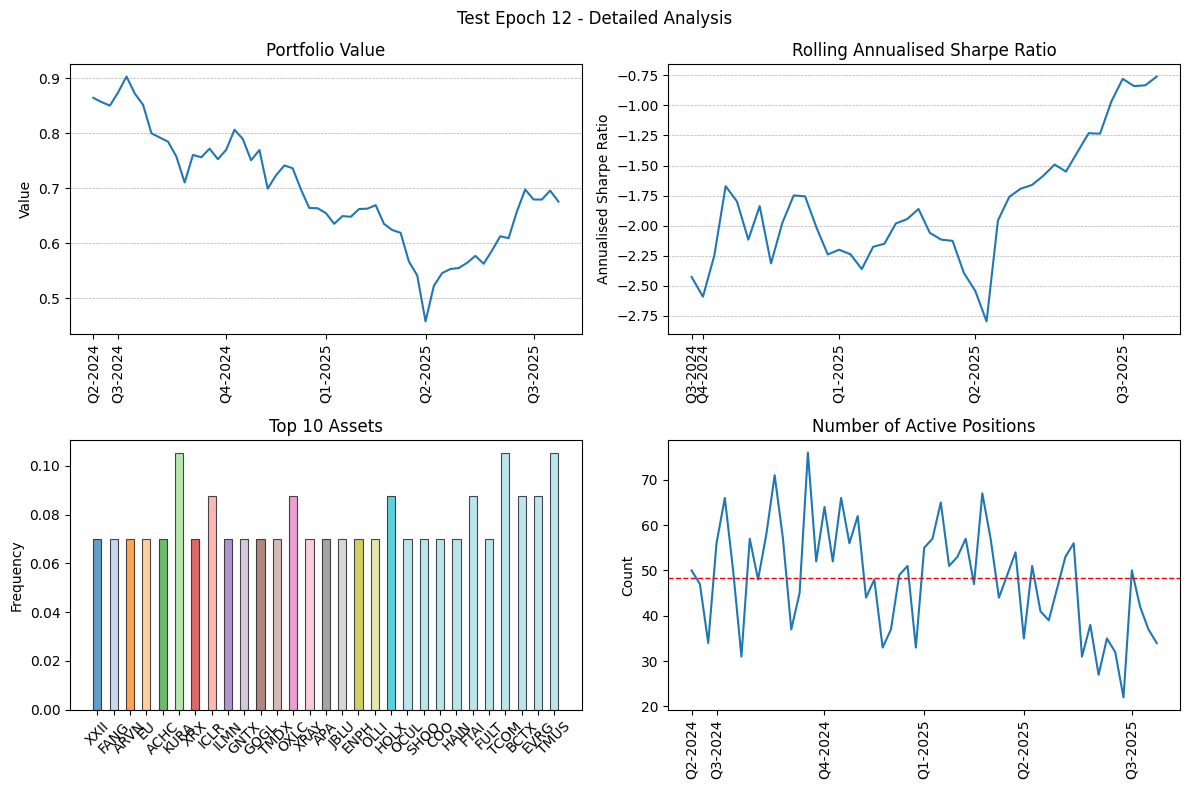 Test Epoch 12 - Detailed Analysis
Portfolio Value
Value
0.9
0.8
0.7
0.6
0.5
Q2-2024
Q3-2024
Q4-2024
Q1-2025
Q2-2025
Q3-2025
Rolling Annualised Sharpe Ratio
Annualised Sharpe Ratio
−0.75
−1.00
−1.25
−1.50
−1.75
−2.00
−2.25
−2.50
−2.75
Q3-2024
Q4-2024
Q1-2025
Q2-2025
Q3-2025
Top 10 Assets
Frequency
0.10
0.08
0.06
0.04
0.02
0.00
XXII
FANG
ARVN
EU
ACHC
KURA
XRX
ICLR
ILMN
GNTX
GOGL
TMDX
OXLC
XRAY
APA
JBLU
ENPH
OLLI
HOLX
OCUL
SHOO
COO
HAIN
FTAI
FULT
TCOM
BCTX
EVRG
TMUS
Number of Active Positions
Count
70
60
50
40
30
20
Q2-2024
Q3-2024
Q4-2024
Q1-2025
Q2-2025
Q3-2025